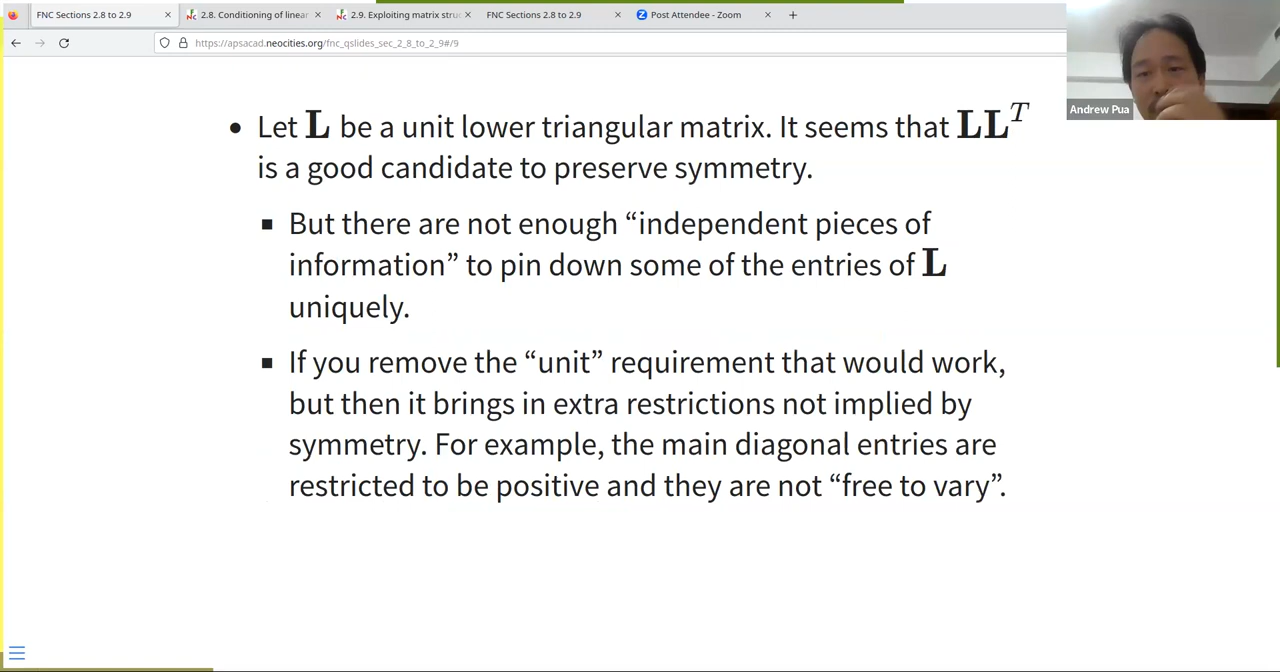 FNC Sections 2.8 to 2.9
2.8. Conditioning of linear
2.9. Exploiting matrix struc
FNC Sections 2.8 to 2.9
Post Attendee - Zoom
https://apsacad.neocities.org/fnc_qslides_sec_2_8_to_2_9#/9
Andrew Pua
• Let L be a unit lower triangular matrix. It seems that LL^T
is a good candidate to preserve symmetry.
▪ But there are not enough “independent pieces of
information” to pin down some of the entries of L
uniquely.
▪ If you remove the “unit” requirement that would work,
but then it brings in extra restrictions not implied by
symmetry. For example, the main diagonal entries are
restricted to be positive and they are not “free to vary”.